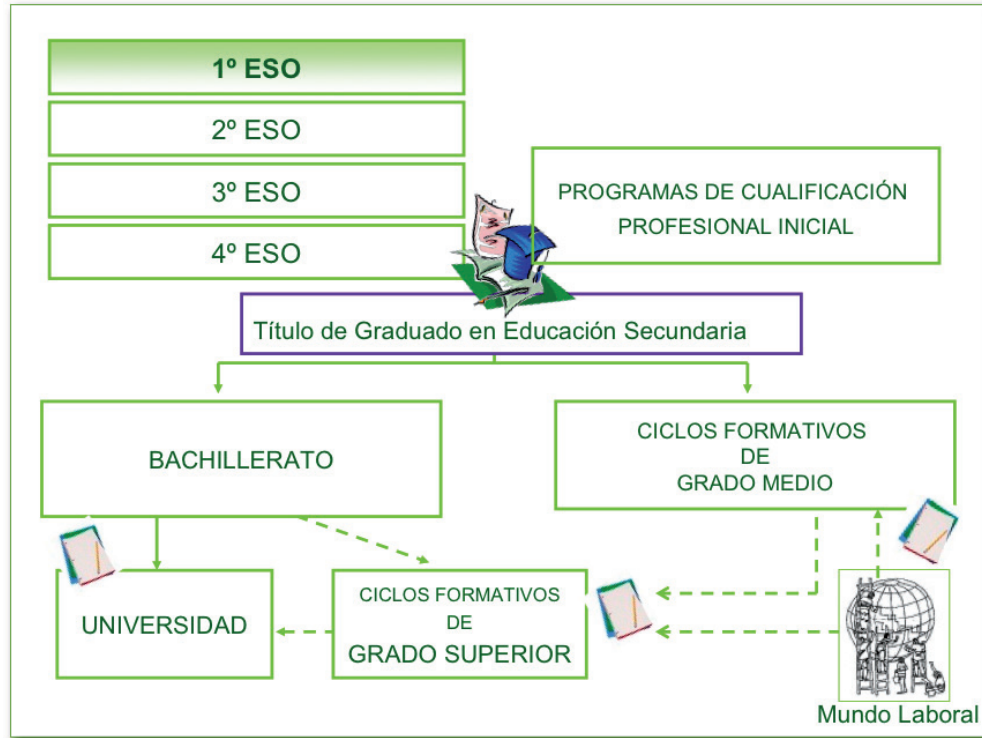 1º ESO
2º ESO
3º ESO
4º ESO
PROGRAMAS DE CUALIFICACIÓN
PROFESIONAL INICIAL
Título de Graduado en Educación Secundaria
BACHILLERATO
CICLOS FORMATIVOS
DE
GRADO MEDIO
UNIVERSIDAD
CICLOS FORMATIVOS
DE
GRADO SUPERIOR
Mundo Laboral